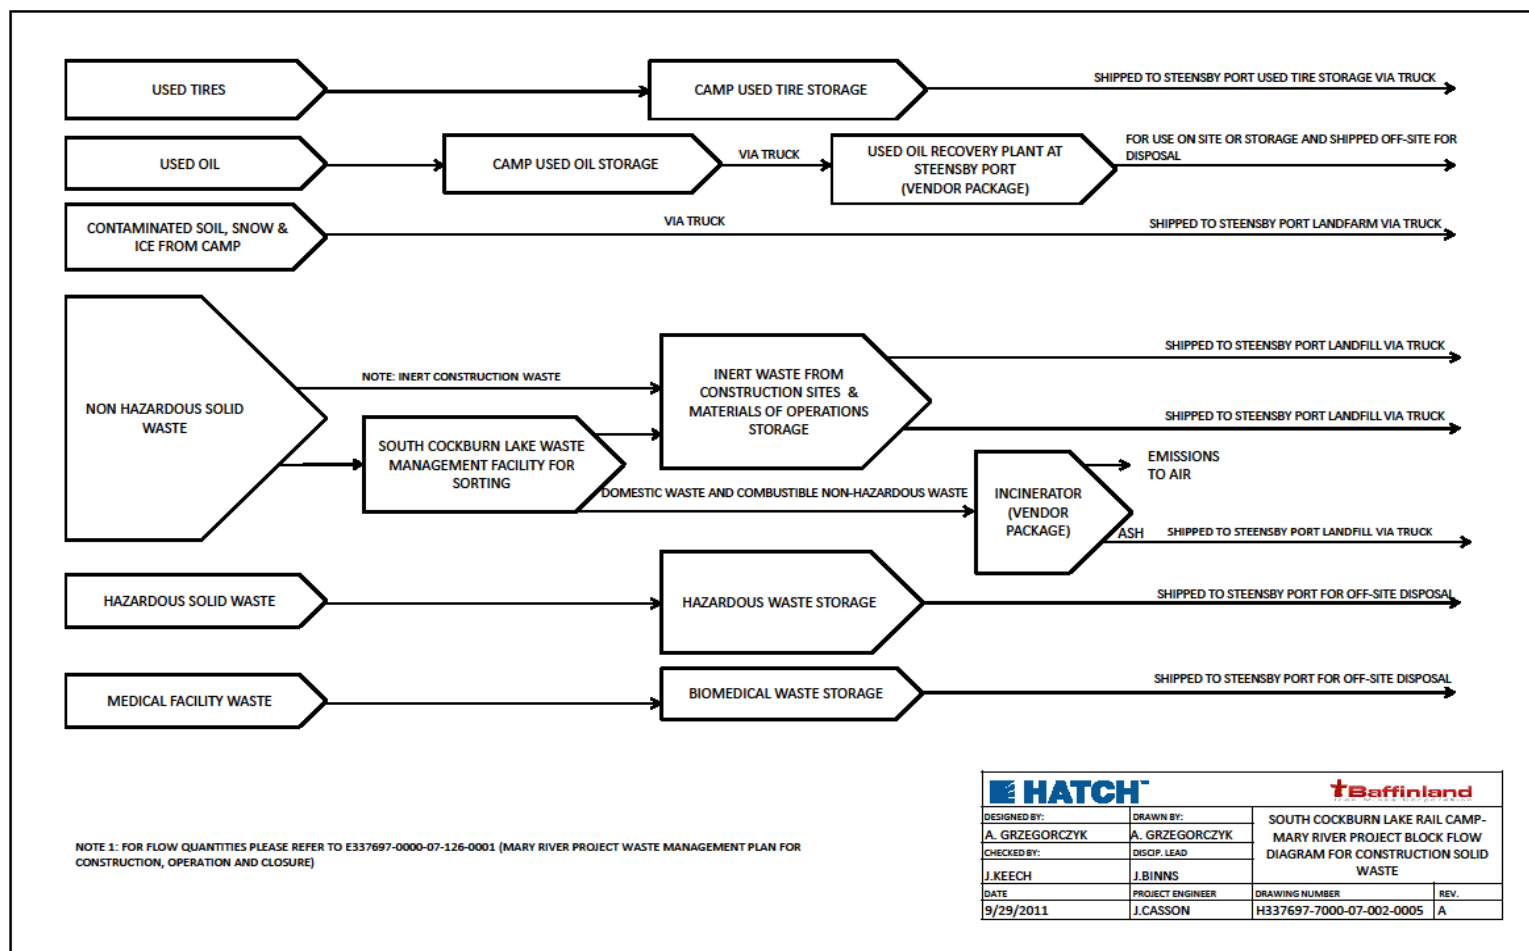 USED TIRES
CAMP USED TIRE STORAGE
SHIPPED TO STEENSBY PORT USED TIRE STORAGE VIA TRUCK
USED OIL
CAMP USED OIL STORAGE
VIA TRUCK
USED OIL RECOVERY PLANT AT
STEENSBY PORT
(VENDOR PACKAGE)
FOR USE ON SITE OR STORAGE AND SHIPPED OFF-SITE FOR
DISPOSAL
CONTAMINATED SOIL, SNOW &
ICE FROM CAMP
VIA TRUCK
SHIPPED TO STEENSBY PORT LANDFARM VIA TRUCK
NON HAZARDOUS SOLID
WASTE
NOTE: INERT CONSTRUCTION WASTE
INERT WASTE FROM
CONSTRUCTION SITES &
MATERIALS OF OPERATIONS
STORAGE
SHIPPED TO STEENSBY PORT LANDFILL VIA TRUCK
SHIPPED TO STEENSBY PORT LANDFILL VIA TRUCK
SOUTH COCKBURN LAKE WASTE
MANAGEMENT FACILITY FOR
SORTING
DOMESTIC WASTE AND COMBUSTIBLE NON-HAZARDOUS WASTE
INCINERATOR
(VENDOR
PACKAGE)
EMISSIONS
TO AIR
ASH
SHIPPED TO STEENSBY PORT LANDFILL VIA TRUCK
HAZARDOUS SOLID WASTE
HAZARDOUS WASTE STORAGE
SHIPPED TO STEENSBY PORT FOR OFF-SITE DISPOSAL
MEDICAL FACILITY WASTE
BIOMEDICAL WASTE STORAGE
SHIPPED TO STEENSBY PORT FOR OFF-SITE DISPOSAL
NOTE 1: FOR FLOW QUANTITIES PLEASE REFER TO E337697-0000-07-126-0001 (MARY RIVER PROJECT WASTE MANAGEMENT PLAN FOR
CONSTRUCTION, OPERATION AND CLOSURE)
HATCH™
Baffinland
Iron Mines Corporation
DESIGNED BY:
A. GRZEGORCZYK
DRAWN BY:
A. GRZEGORCZYK
CHECKED BY:
J.KEECH
DISCIP. LEAD
J.BINNS
SOUTH COCKBURN LAKE RAIL CAMP-
MARY RIVER PROJECT BLOCK FLOW
DIAGRAM FOR CONSTRUCTION SOLID
WASTE
DATE
9/29/2011
PROJECT ENGINEER
J.CASSON
DRAWING NUMBER
H337697-7000-07-002-0005
REV.
A